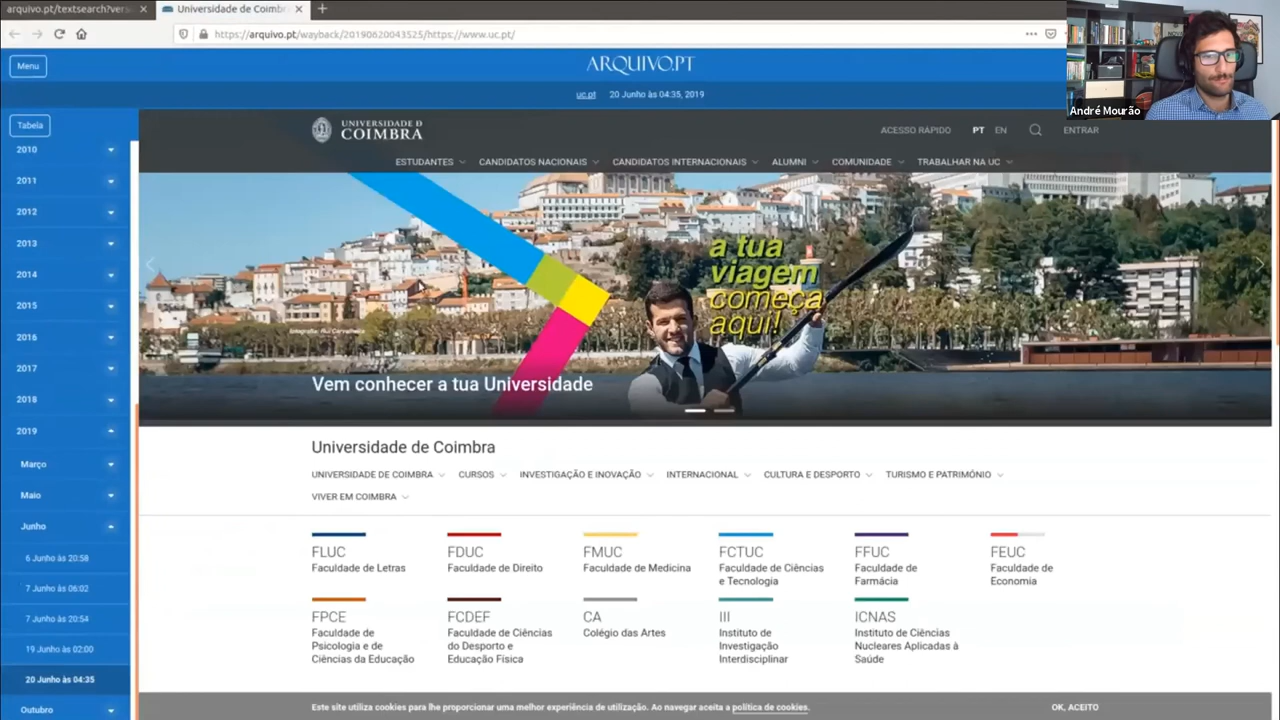 arquivo.pt/textsearch?vers
Universidade de Coimbr
https://arquivo.pt/wayback/20190620043525/https://www.uc.pt/
André Mourão
Menu
ARQUIVO.PT
uc.pt 20 Junho às 04:35, 2019
Tabela
2010
2011
2012
2013
2014
2015
2016
2017
2018
2019
Março
Maio
Junho
6 Junho às 20:58
7 Junho às 06:02
7 Junho às 20:54
19 Junho às 02:00
20 Junho às 04:35
Outubro
UNIVERSIDADE D
COIMBRA
ACESSO RÁPIDO PT EN ENTRAR
ESTUDANTES CANDIDATOS NACIONAIS CANDIDATOS INTERNACIONAIS ALUMNI COMUNIDADE TRABALHAR NA UC
a tua
viagem
começa
aqui!
Vem conhecer a tua Universidade
Universidade de Coimbra
UNIVERSIDADE DE COIMBRA CURSOS INVESTIGAÇÃO E INOVAÇÃO INTERNACIONAL CULTURA E DESPORTO TURISMO E PATRIMÓNIO
VIVER EM COIMBRA
FLUC
Faculdade de Letras
FDUC
Faculdade de Direito
FMUC
Faculdade de Medicina
FCTUC
Faculdade de Ciências
e Tecnologia
FFUC
Faculdade de
Farmácia
FEUC
Faculdade de
Economia
FPCE
Faculdade de
Psicologia e de
Ciências da Educação
FCDEF
Faculdade de Ciências
do Desporto e
Educação Física
CA
Colégio das Artes
III
Instituto de
Investigação
Interdisciplinar
ICNAS
Instituto de Ciências
Nucleares Aplicadas à
Saúde
Este site utiliza cookies para lhe proporcionar uma melhor experiência de utilização. Ao navegar aceita a política de cookies.
OK, ACEITO